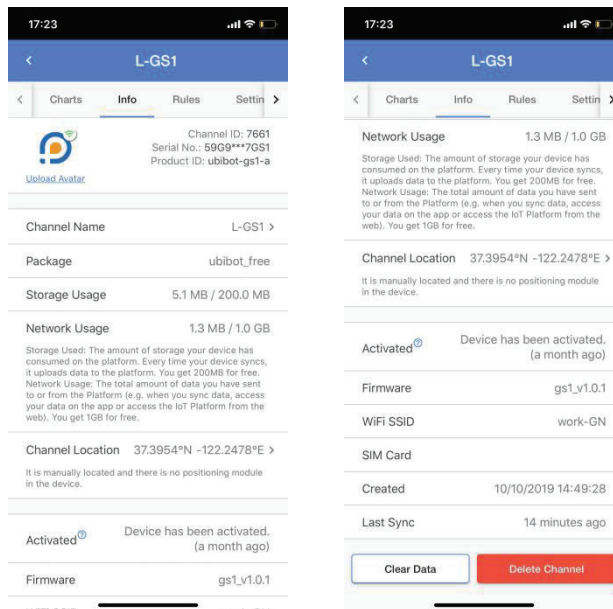 17:23
L-GS1
Charts Info Rules Settin
Channel ID: 7661
Serial No.: 59G9***7GS1
Product ID: ubibot-gs1-a
Upload Avatar
Channel Name L-GS1
Package ubibot_free
Storage Usage 5.1 MB / 200.0 MB
Network Usage 1.3 MB / 1.0 GB
Storage Used: The amount of storage your device has
consumed on the platform. Every time your device syncs,
it uploads data to the platform. You get 200MB for free.
Network Usage: The total amount of data you have sent
to or from the Platform (e.g. when you sync data, access
your data on the app or access the IoT Platform from the
web). You get 1GB for free.
Channel Location 37.3954°N -122.2478°E
It is manually located and there is no positioning module
in the device.
Activated? Device has been activated.
(a month ago)
Firmware gs1_v1.0.1
17:23
L-GS1
Charts Info Rules Settin
Network Usage 1.3 MB / 1.0 GB
Storage Used: The amount of storage your device has
consumed on the platform. Every time your device syncs,
it uploads data to the platform. You get 200MB for free.
Network Usage: The total amount of data you have sent
to or from the Platform (e.g. when you sync data, access
your data on the app or access the IoT Platform from the
web). You get 1GB for free.
Channel Location 37.3954°N -122.2478°E
It is manually located and there is no positioning module
in the device.
Activated? Device has been activated.
(a month ago)
Firmware gs1_v1.0.1
WiFi SSID work-GN
SIM Card
Created 10/10/2019 14:49:28
Last Sync 14 minutes ago
Clear Data Delete Channel